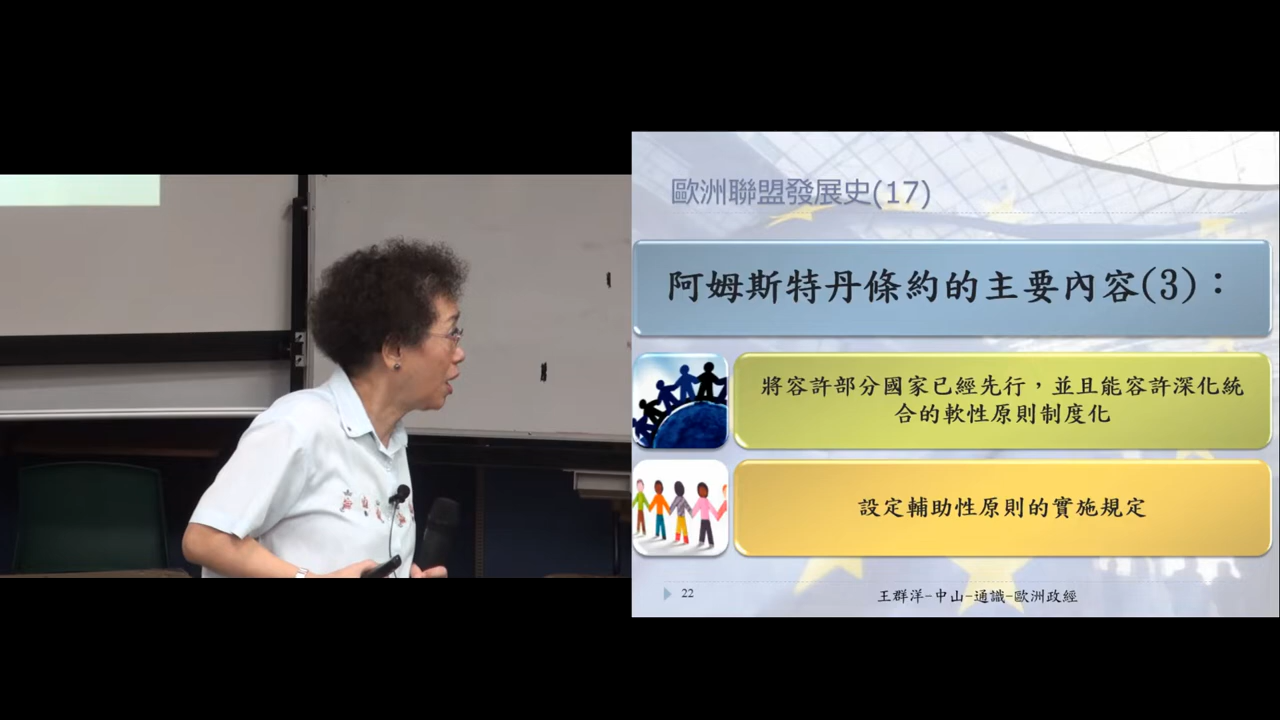 歐洲聯盟發展史(17)
阿姆斯特丹條約的主要內容(3)：
將容許部分國家已經先行，並且能容許深化統
合的軟性原則制度化
設定輔助性原則的實施規定
22
王群洋-中山-通識-歐洲政經